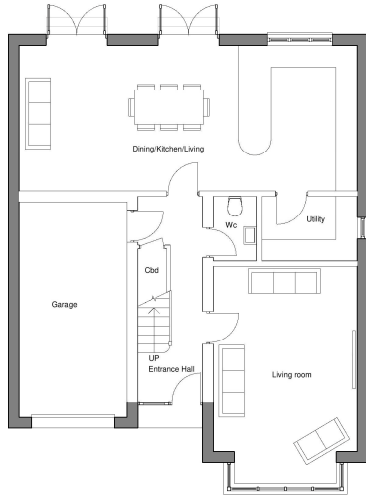 Dining/Kitchen/Living
Wc
Utility
Cbd
Garage
UP
Entrance Hall
Living room